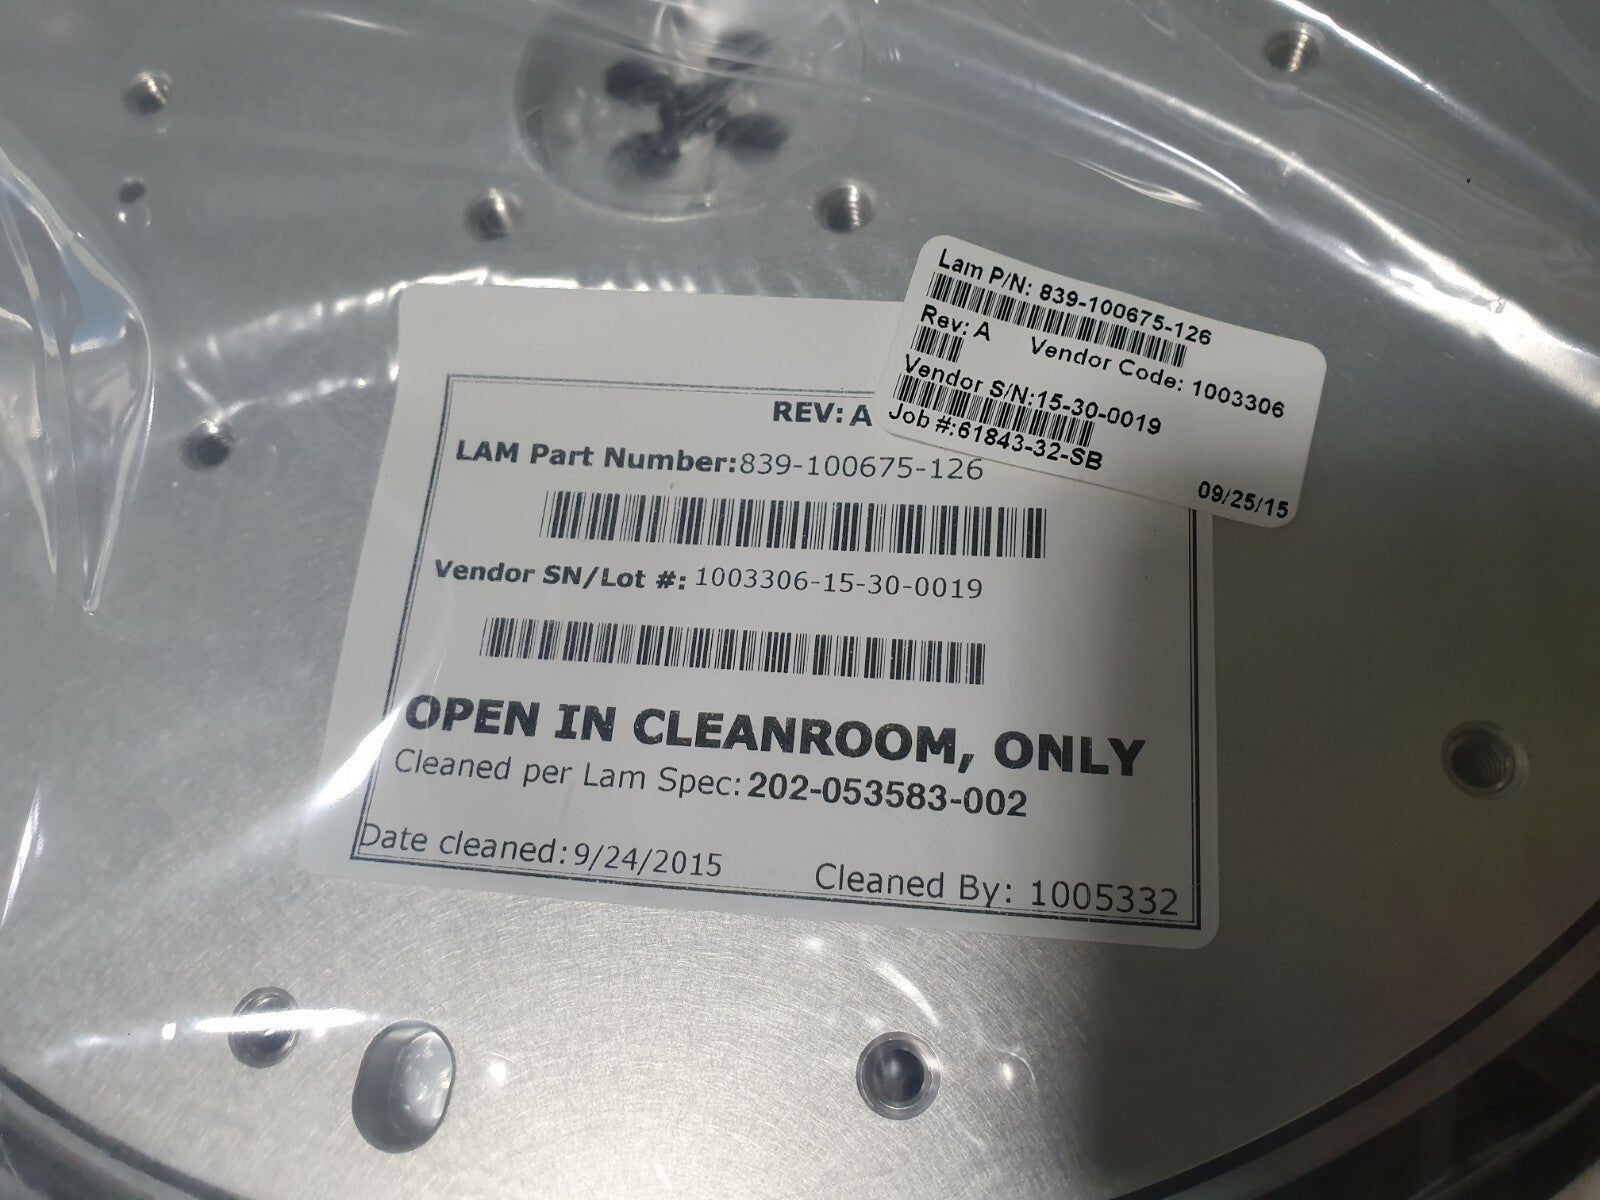 Lam P/N: 839-100675-126
Rev: A Vendor Code: 1003306
Vendor S/N:15-30-0019
Job #:61843-32-SB
09/25/15
REV: A
LAM Part Number:839-100675-126
Vendor SN/Lot #: 1003306-15-30-0019
OPEN IN CLEANROOM, ONLY
Cleaned per Lam Spec: 202-053583-002
Date cleaned: 9/24/2015 Cleaned By: 1005332